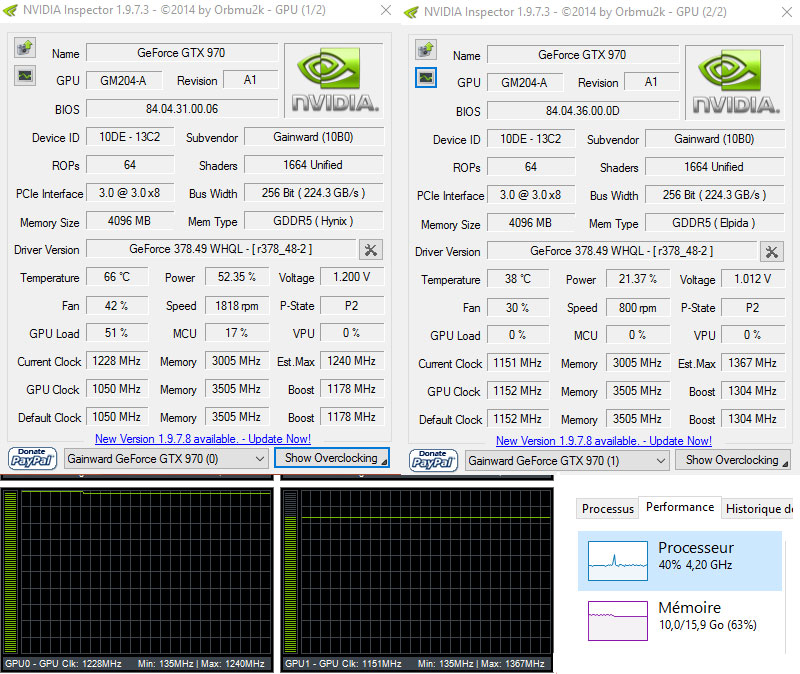 NVIDIA Inspector 1.9.7.3 - ©2014 by Orbmu2k - GPU (1/2)
Name GeForce GTX 970
GPU GM204-A Revision A1
BIOS 84.04.31.00.06
NVIDIA.
Device ID 10DE - 13C2 Subvendor Gainward (10B0)
ROPs 64 Shaders 1664 Unified
PCIe Interface 3.0 @ 3.0 x8 Bus Width 256 Bit ( 224.3 GB/s )
Memory Size 4096 MB Mem Type GDDR5 ( Hynix )
Driver Version GeForce 378.49 WHQL - [ r378_48-2 ]
Temperature 66 °C Power 52.35 % Voltage 1.200 V
Fan 42 % Speed 1818 rpm P-State P2
GPU Load 51 % MCU 17 % VPU 0 %
Current Clock 1228 MHz Memory 3005 MHz Est.Max 1240 MHz
GPU Clock 1050 MHz Memory 3505 MHz Boost 1178 MHz
Default Clock 1050 MHz Memory 3505 MHz Boost 1178 MHz
New Version 1.9.7.8 available. - Update Now!
Donate
PayPal
Gainward GeForce GTX 970 (0) Show Overclocking
NVIDIA Inspector 1.9.7.3 - ©2014 by Orbmu2k - GPU (2/2)
Name GeForce GTX 970
GPU GM204-A Revision A1
BIOS 84.04.36.00.0D
NVIDIA.
Device ID 10DE - 13C2 Subvendor Gainward (10B0)
ROPs 64 Shaders 1664 Unified
PCIe Interface 3.0 @ 3.0 x8 Bus Width 256 Bit ( 224.3 GB/s )
Memory Size 4096 MB Mem Type GDDR5 ( Elpida )
Driver Version GeForce 378.49 WHQL - [ r378_48-2 ]
Temperature 38 °C Power 21.37 % Voltage 1.012 V
Fan 30 % Speed 800 rpm P-State P2
GPU Load 0 % MCU 0 % VPU 0 %
Current Clock 1151 MHz Memory 3005 MHz Est.Max 1367 MHz
GPU Clock 1152 MHz Memory 3505 MHz Boost 1304 MHz
Default Clock 1152 MHz Memory 3505 MHz Boost 1304 MHz
New Version 1.9.7.8 available. - Update Now!
Donate
PayPal
Gainward GeForce GTX 970 (1) Show Overclocking
GPU0 - GPU Clk: 1228MHz Min: 135MHz | Max: 1240MHz
GPU1 - GPU Clk: 1151MHz Min: 135MHz | Max: 1367MHz
Processus Performance Historique de
Processeur
40% 4,20 GHz
Mémoire
10,0/15,9 Go (63%)